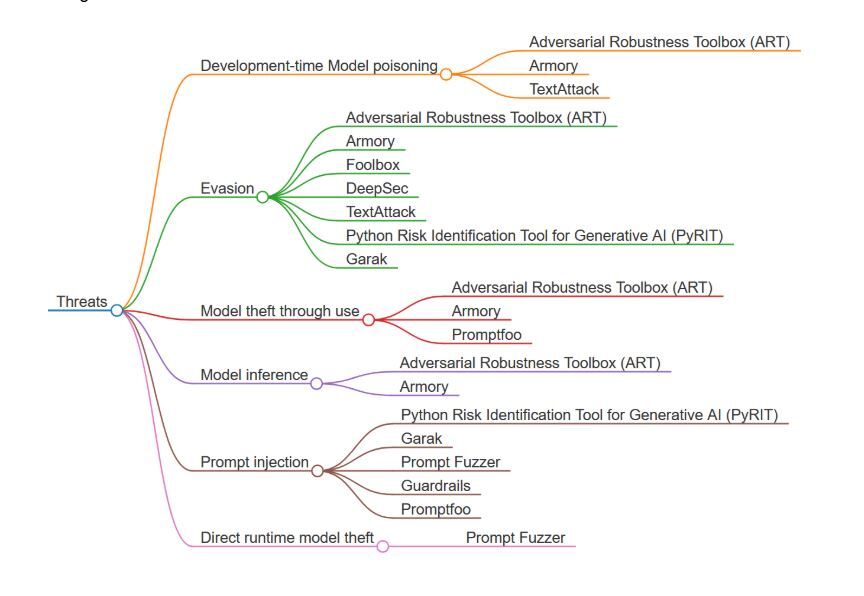 Threats
Development-time Model poisoning
Adversarial Robustness Toolbox (ART)
Armory
TextAttack
Evasion
Adversarial Robustness Toolbox (ART)
Armory
Foolbox
DeepSec
TextAttack
Python Risk Identification Tool for Generative AI (PyRIT)
Garak
Model theft through use
Adversarial Robustness Toolbox (ART)
Armory
Promptfoo
Model inference
Adversarial Robustness Toolbox (ART)
Armory
Prompt injection
Python Risk Identification Tool for Generative AI (PyRIT)
Garak
Prompt Fuzzer
Guardrails
Promptfoo
Direct runtime model theft
Prompt Fuzzer